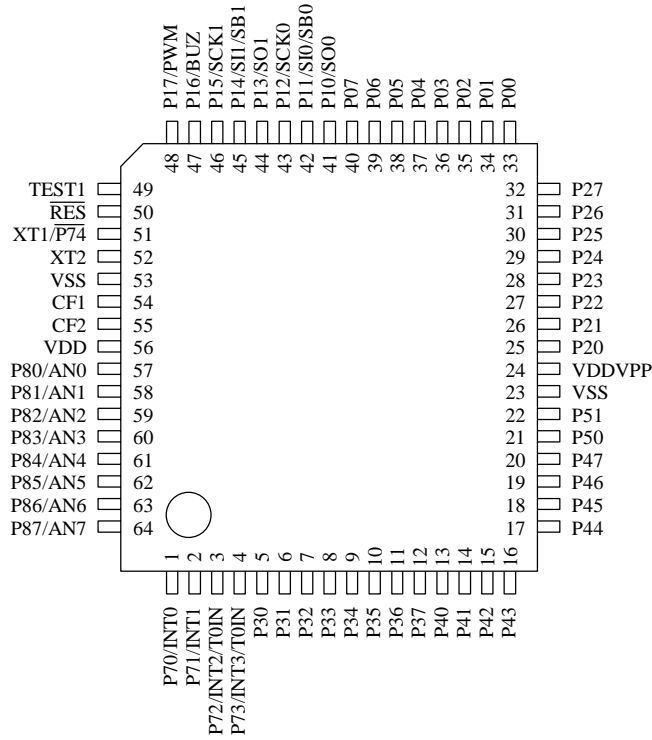 P17/PWM
P16/BUZ
P15/SCK1
P14/SI1/SB1
P13/SO1
P12/SCK0
P11/SI0/SB0
P10/SO0
P07
P06
P05
P04
P03
P02
P01
P00
48 47 46 45 44 43 42 41 40 39 38 37 36 35 34 33
TEST1 49 32 P27
RES 50 31 P26
XT1/P74 51 30 P25
XT2 52 29 P24
VSS 53 28 P23
CF1 54 27 P22
CF2 55 26 P21
VDD 56 25 P20
P80/AN0 57 24 VDDVPP
P81/AN1 58 23 VSS
P82/AN2 59 22 P51
P83/AN3 60 21 P50
P84/AN4 61 20 P47
P85/AN5 62 19 P46
P86/AN6 63 18 P45
P87/AN7 64 17 P44
1 2 3 4 5 6 7 8 9 10 11 12 13 14 15 16
P70/INT0
P71/INT1
P72/INT2/T0IN
P73/INT3/T0IN
P30
P31
P32
P33
P34
P35
P36
P37
P40
P41
P42
P43